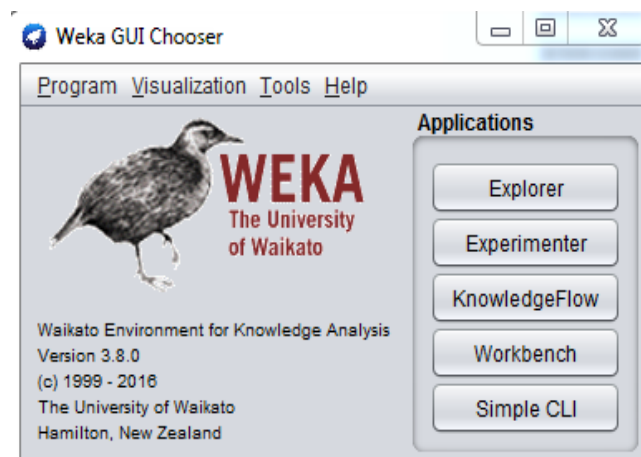 Weka GUI Chooser
Program Visualization Tools Help
WEKA
The University
of Waikato
Waikato Environment for Knowledge Analysis
Version 3.8.0
(c) 1999 - 2016
The University of Waikato
Hamilton, New Zealand
Applications
Explorer
Experimenter
KnowledgeFlow
Workbench
Simple CLI